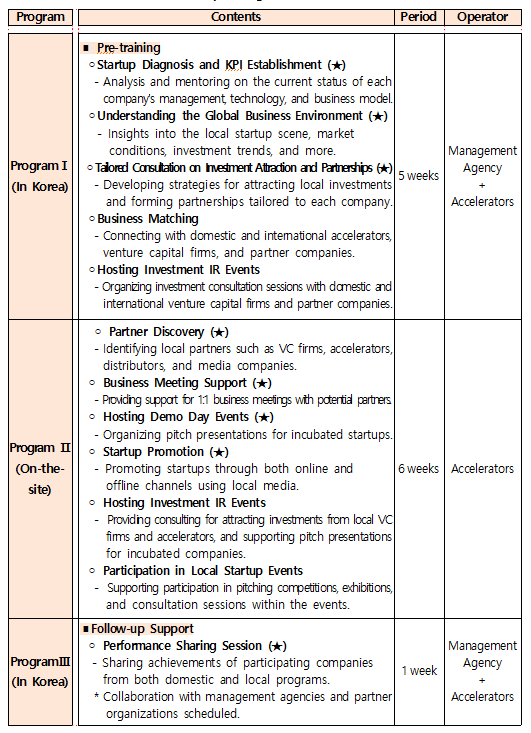 Program Contents Period Operator
■ Pre-training
○Startup Diagnosis and KPI Establishment (★)
- Analysis and mentoring on the current status of each
company's management, technology, and business model.
○Understanding the Global Business Environment (★)
- Insights into the local startup scene, market
conditions, investment trends, and more.
○Tailored Consultation on Investment Attraction and Partnerships (★)
- Developing strategies for attracting local investments
and forming partnerships tailored to each company.
○Business Matching
- Connecting with domestic and international accelerators,
venture capital firms, and partner companies.
○Hosting Investment IR Events
- Organizing investment consultation sessions with domestic and
international venture capital firms and partner companies.
Program Ⅰ
(In Korea)
5 weeks
Management
Agency
+
Accelerators
○ Partner Discovery (★)
- Identifying local partners such as VC firms, accelerators,
distributors, and media companies.
○ Business Meeting Support (★)
- Providing support for 1:1 business meetings with potential partners.
○ Hosting Demo Day Events (★)
- Organizing pitch presentations for incubated startups.
○ Startup Promotion (★)
- Promoting startups through both online and
offline channels using local media.
○ Hosting Investment IR Events
- Providing consulting for attracting investments from local VC
firms and accelerators, and supporting pitch presentations
for incubated companies.
○ Participation in Local Startup Events
- Supporting participation in pitching competitions, exhibitions,
and consultation sessions within the events.
Program Ⅱ
(On-the-
site)
6 weeks
Accelerators
■Follow-up Support
○ Performance Sharing Session (★)
- Sharing achievements of participating companies
from both domestic and local programs.
* Collaboration with management agencies and partner
organizations scheduled.
ProgramⅢ
(In Korea)
1 week
Management
Agency
+
Accelerators